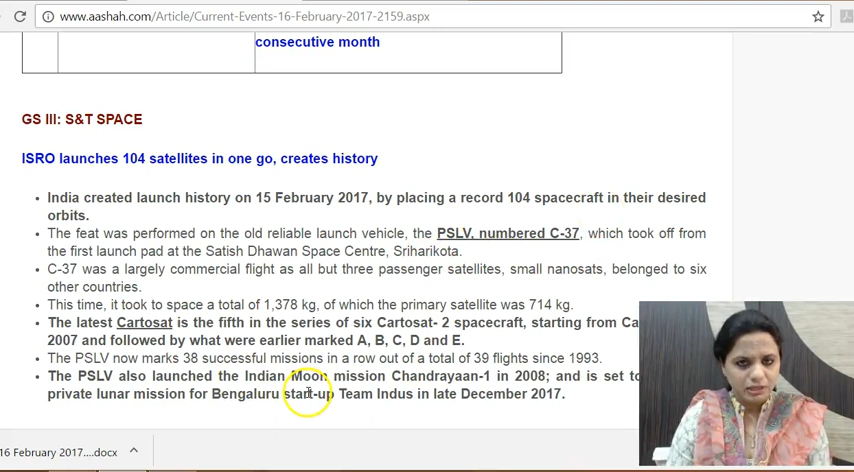 www.aashah.com/Article/Current-Events-16-February-2017-2159.aspx
consecutive month
GS III: S&T SPACE
ISRO launches 104 satellites in one go, creates history
India created launch history on 15 February 2017, by placing a record 104 spacecraft in their desired
orbits.
The feat was performed on the old reliable launch vehicle, the PSLV, numbered C-37, which took off from
the first launch pad at the Satish Dhawan Space Centre, Sriharikota.
C-37 was a largely commercial flight as all but three passenger satellites, small nanosats, belonged to six
other countries.
This time, it took to space a total of 1,378 kg, of which the primary satellite was 714 kg.
The latest Cartosat is the fifth in the series of six Cartosat- 2 spacecraft, starting from
2007 and followed by what were earlier marked A, B, C, D and E.
The PSLV now marks 38 successful missions in a row out of a total of 39 flights since 1993.
The PSLV also launched the Indian Moon mission Chandrayaan-1 in 2008; and is set
private lunar mission for Bengaluru start-up Team Indus in late December 2017.
16 February 2017....docx